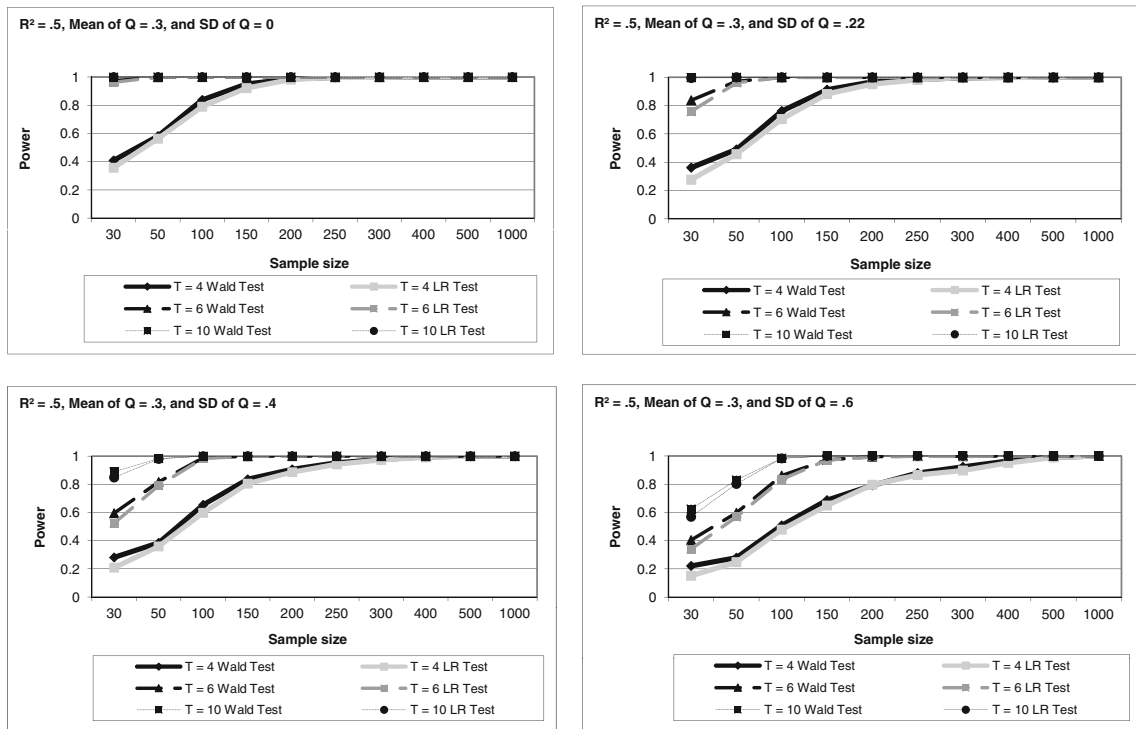 R² = .5, Mean of Q = .3, and SD of Q = 0
1
0.8
0.6
0.4
0.2
0
Power
30 50 100 150 200 250 300 400 500 1000
Sample size
T = 4 Wald Test T = 4 LR Test
T = 6 Wald Test T = 6 LR Test
T = 10 Wald Test T = 10 LR Test
R² = .5, Mean of Q = .3, and SD of Q = .22
1
0.8
0.6
0.4
0.2
0
Power
30 50 100 150 200 250 300 400 500 1000
Sample size
T = 4 Wald Test T = 4 LR Test
T = 6 Wald Test T = 6 LR Test
T = 10 Wald Test T = 10 LR Test
R² = .5, Mean of Q = .3, and SD of Q = .4
1
0.8
0.6
0.4
0.2
0
Power
30 50 100 150 200 250 300 400 500 1000
Sample size
T = 4 Wald Test T = 4 LR Test
T = 6 Wald Test T = 6 LR Test
T = 10 Wald Test T = 10 LR Test
R² = .5, Mean of Q = .3, and SD of Q = .6
1
0.8
0.6
0.4
0.2
0
Power
30 50 100 150 200 250 300 400 500 1000
Sample size
T = 4 Wald Test T = 4 LR Test
T = 6 Wald Test T = 6 LR Test
T = 10 Wald Test T = 10 LR Test